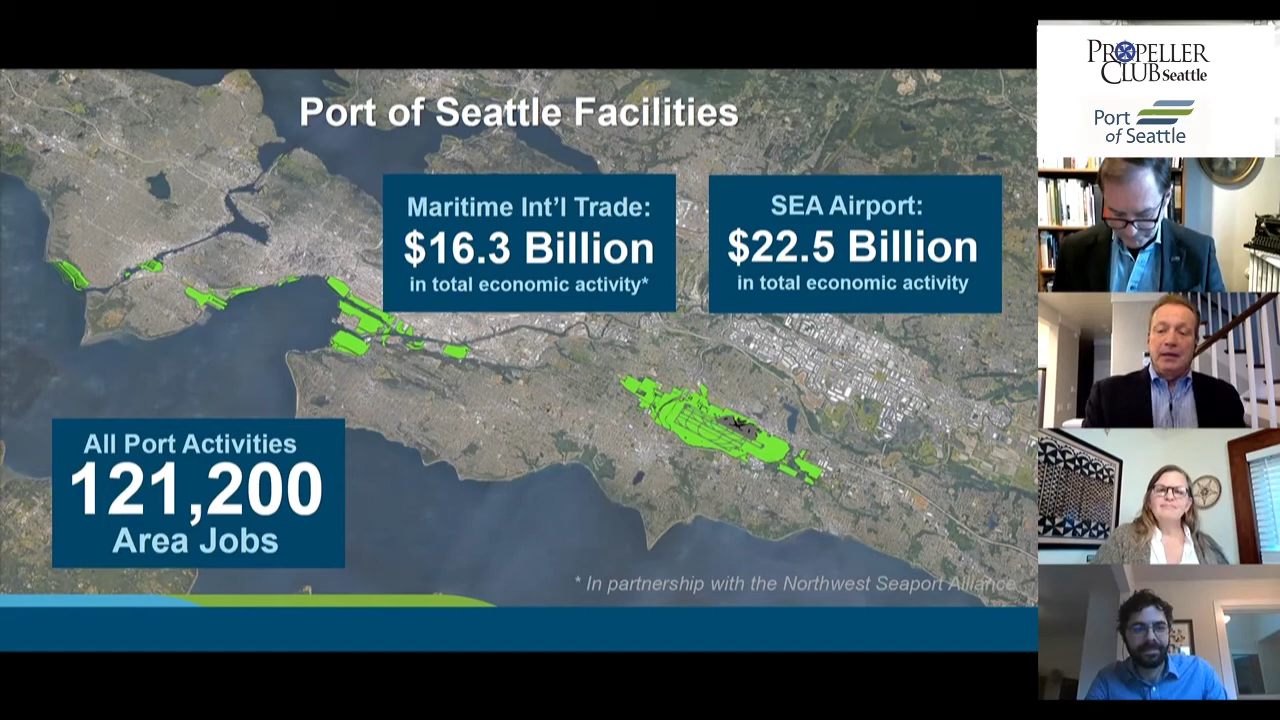 Port of Seattle Facilities
Maritime Int'l Trade:
$16.3 Billion
in total economic activity*
SEA Airport:
$22.5 Billion
in total economic activity
All Port Activities
121,200
Area Jobs
* In partnership with the Northwest Seaport Alliance
PROPELLER
CLUB Seattle
Port
of Seattle